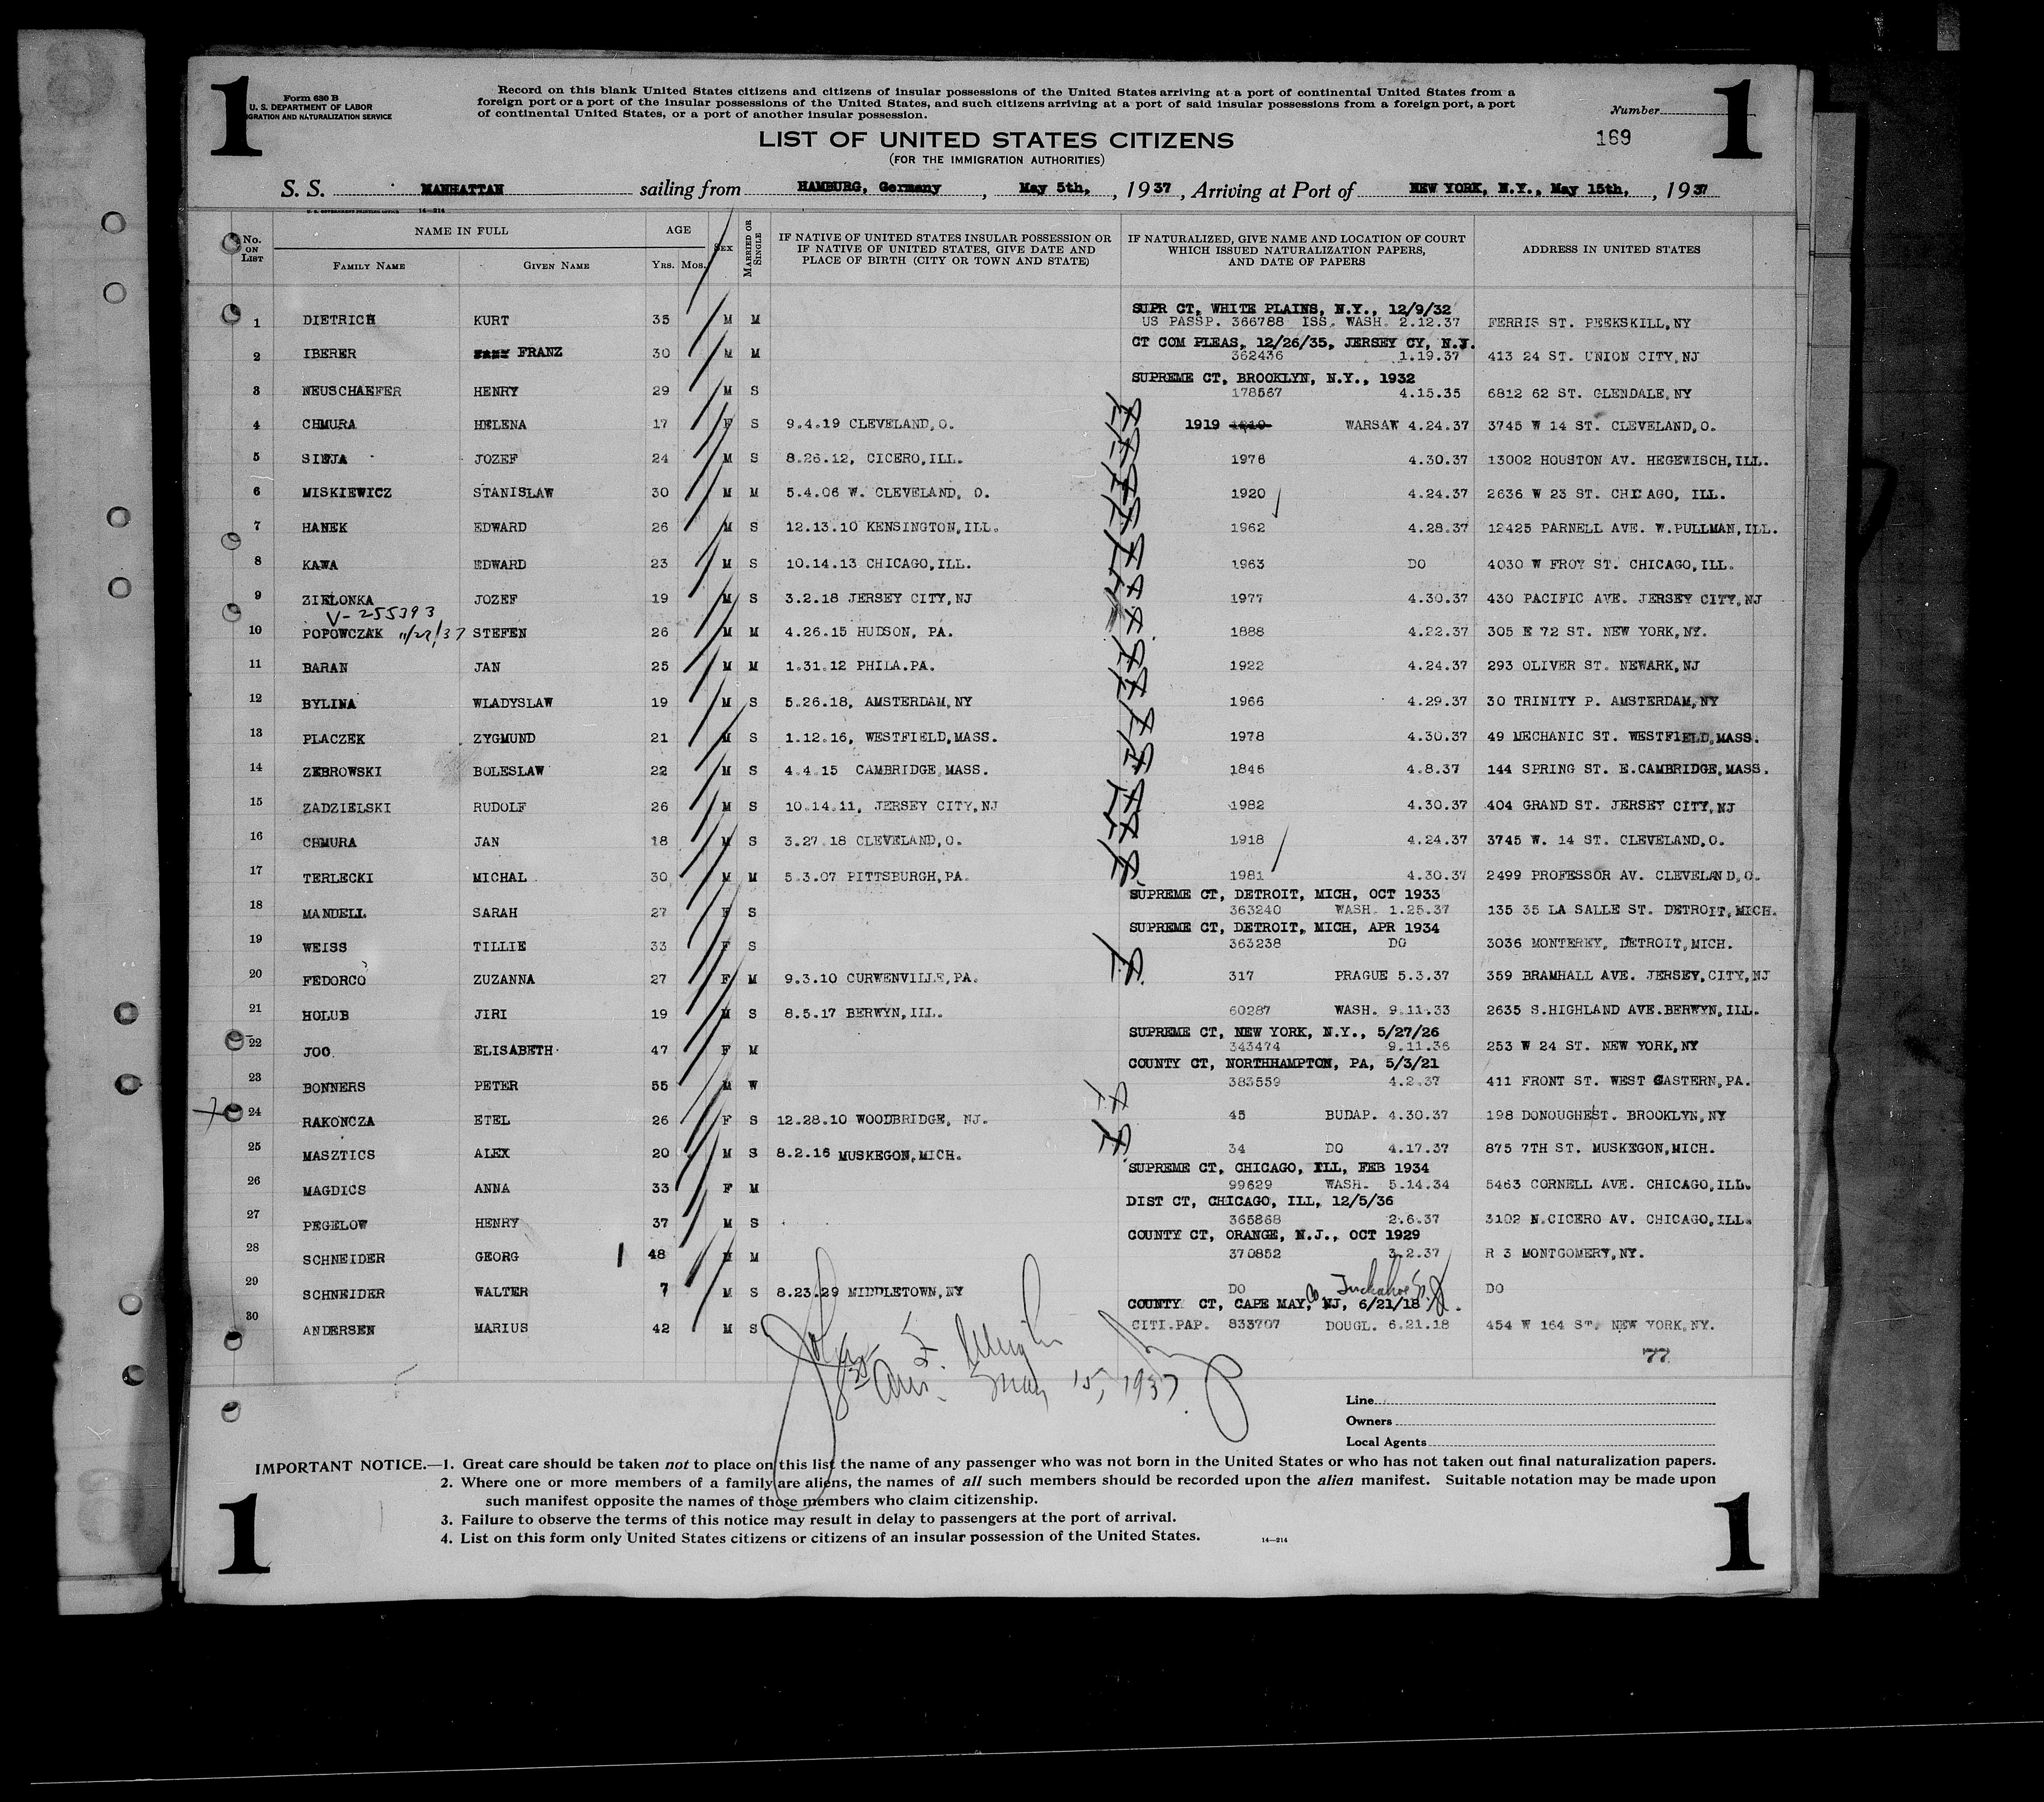 1
Form 630 B
U. S. DEPARTMENT OF LABOR
IGRATION AND NATURALIZATION SERVICE
Record on this blank United States citizens and citizens of insular possessions of the United States arriving at a port of continental United States from a
foreign port or a port of the insular possessions of the United States, and such citizens arriving at a port of said insular possessions from a foreign port, a port
of continental United States, or a port of another insular possession.
Number
169
1
LIST OF UNITED STATES CITIZENS
(FOR THE IMMIGRATION AUTHORITIES)
S. S. MANHATTAN sailing from HAMBURG, Germany, May 5th, , 1937, Arriving at Port of NEW YORK, N.Y., May 15th, , 1937
U. S. GOVERNMENT PRINTING OFFICE 14—214
No. ON LIST
NAME IN FULL
FAMILY NAME
GIVEN NAME
AGE
YRS. MOS.
SEX
MARRIED OR SINGLE
IF NATIVE OF UNITED STATES INSULAR POSSESSION OR
IF NATIVE OF UNITED STATES, GIVE DATE AND
PLACE OF BIRTH (CITY OR TOWN AND STATE)
IF NATURALIZED, GIVE NAME AND LOCATION OF COURT
WHICH ISSUED NATURALIZATION PAPERS,
AND DATE OF PAPERS
ADDRESS IN UNITED STATES
SUPR CT, WHITE PLAINS, N.Y., 12/9/32
1 DIETRICH KURT 35 M M US PASSP. 366788 ISS. WASH. 2.12.37 FERRIS ST. PEEKSKILL,NY
CT COM PLEAS, 12/26/35, JERSEY CY, N.J.
2 IBERER FRANZ 30 M M 362436 1.19.37 413 24 ST. UNION CITY,NJ
SUPREME CT, BROOKLYN, N.Y., 1932
3 NEUSCHAEFER HENRY 29 M S 178567 4.15.35 6812 62 ST. GLENDALE,NY
4 CHMURA HELENA 17 F S 9.4.19 CLEVELAND,O. 1919 1919 WARSAW 4.24.37 3745 W 14 ST. CLEVELAND,O.
5 SIEJA JOZEF 24 M S 8.26.12, CICERO,ILL. 1976 4.30.37 13002 HOUSTON AV. HEGEWISCH,ILL.
6 MISKIEWICZ STANISLAW 30 M M 5.4.06 W. CLEVELAND, O. 1920 4.24.37 2636 W 23 ST. CHICAGO, ILL.
7 HANEK EDWARD 26 M S 12.13.10 KENSINGTON,ILL. 1962 4.28.37 12425 PARNELL AVE. W.PULLMAN,ILL.
8 KAWA EDWARD 23 M S 10.14.13 CHICAGO,ILL. 1963 DO 4030 W FROY ST. CHICAGO,ILL.
9 ZIELONKA JOZEF 19 M S 3.2.18 JERSEY CITY,NJ 1977 4.30.37 430 PACIFIC AVE. JERSEY CITY,NJ
V-255393
10 POPOWCZAK 11/27/37 STEFEN 26 M M 4.26.15 HUDSON, PA. 1888 4.22.37 305 E 72 ST. NEW YORK,NY.
11 BARAN JAN 25 M M 1.31.12 PHILA.PA. 1922 4.24.37 293 OLIVER ST. NEWARK,NJ
12 BYLINA WLADYSLAW 19 M S 5.26.18, AMSTERDAM,NY 1966 4.29.37 30 TRINITY P. AMSTERDAM,NY
13 PLACZEK ZYGMUND 21 M S 1.12.16, WESTFIELD,MASS. 1978 4.30.37 49 MECHANIC ST. WESTFIELD,MASS.
14 ZEBROWSKI BOLESLAW 22 M S 4.4.15 CAMBRIDGE,MASS. 1846 4.8.37 144 SPRING ST. E.CAMBRIDGE,MASS.
15 ZADZIELSKI RUDOLF 26 M S 10.14.11, JERSEY CITY,NJ 1982 4.30.37 404 GRAND ST. JERSEY CITY,NJ
16 CHMURA JAN 18 M S 3.27.18 CLEVELAND,O. 1918 4.24.37 3745 W. 14 ST. CLEVELAND,O.
17 TERLECKI MICHAL 30 M M 5.3.07 PITTSBURGH,PA. 1981 4.30.37 2499 PROFESSOR AV. CLEVELAND,O.
SUPREME CT, DETROIT, MICH, OCT 1933
18 MANDELL SARAH 27 F S 363240 WASH. 1.25.37 135 35 LA SALLE ST. DETROIT,MICH.
SUPREME CT, DETROIT, MICH, APR 1934
19 WEISS TILLIE 33 F S 363238 DO 3036 MONTEREY, DETROIT,MICH.
20 FEDORCO ZUZANNA 27 F M 9.3.10 CURWENVILLE,PA. 317 PRAGUE 5.3.37 359 BRAMHALL AVE. JERSEY,CITY,NJ
21 HOLUB JIRI 19 M S 8.5.17 BERWYN,ILL. 60287 WASH. 9.11.33 2635 S.HIGHLAND AVE.BERWYN,ILL.
SUPREME CT, NEW YORK, N.Y., 5/27/26
22 JOO ELISABETH 47 F M 343474 9.11.36 253 W 24 ST. NEW YORK,NY
COUNTY CT, NORTHHAMPTON, PA, 5/3/21
23 BONNERS PETER 55 M W 383559 4.2.37 411 FRONT ST. WEST EASTERN,PA.
24 RAKONCZA ETEL 26 F S 12.28.10 WOODBRIDGE, NJ. 45 BUDAP. 4.30.37 198 DONOUGHEST. BROOKLYN,NY
25 MASZTICS ALEX 20 M S 8.2.16 MUSKEGON,MICH. 34 DO 4.17.37 875 7TH ST. MUSKEGON,MICH.
SUPREME CT, CHICAGO, ILL, FEB 1934
26 MAGDICS ANNA 33 F M 99629 WASH. 5.14.34 5463 CORNELL AVE. CHICAGO,ILL.
DIST CT, CHICAGO, ILL, 12/5/36
27 PEGELOW HENRY 37 M S 365868 2.6.37 3102 N.CICERO AV. CHICAGO,ILL.
COUNTY CT, ORANGE, N.J., OCT 1929
28 SCHNEIDER GEORG 48 M M 370852 3.2.37 R 3 MONTGOMERY,NY.
29 SCHNEIDER WALTER 7 M S 8.23.29 MIDDLETOWN,NY DO Tuckahoe DO
COUNTY CT, CAPE MAY, NJ, 6/21/18
30 ANDERSEN MARIUS 42 M S CITI.PAP. 833707 DOUGL. 6.21.18 454 W 164 ST. NEW YORK,NY.
77
May 15, 1937
Line
Owners
Local Agents
IMPORTANT NOTICE.—1. Great care should be taken not to place on this list the name of any passenger who was not born in the United States or who has not taken out final naturalization papers.
2. Where one or more members of a family are aliens, the names of all such members should be recorded upon the alien manifest. Suitable notation may be made upon
such manifest opposite the names of those members who claim citizenship.
3. Failure to observe the terms of this notice may result in delay to passengers at the port of arrival.
4. List on this form only United States citizens or citizens of an insular possession of the United States.
14—214
1
1